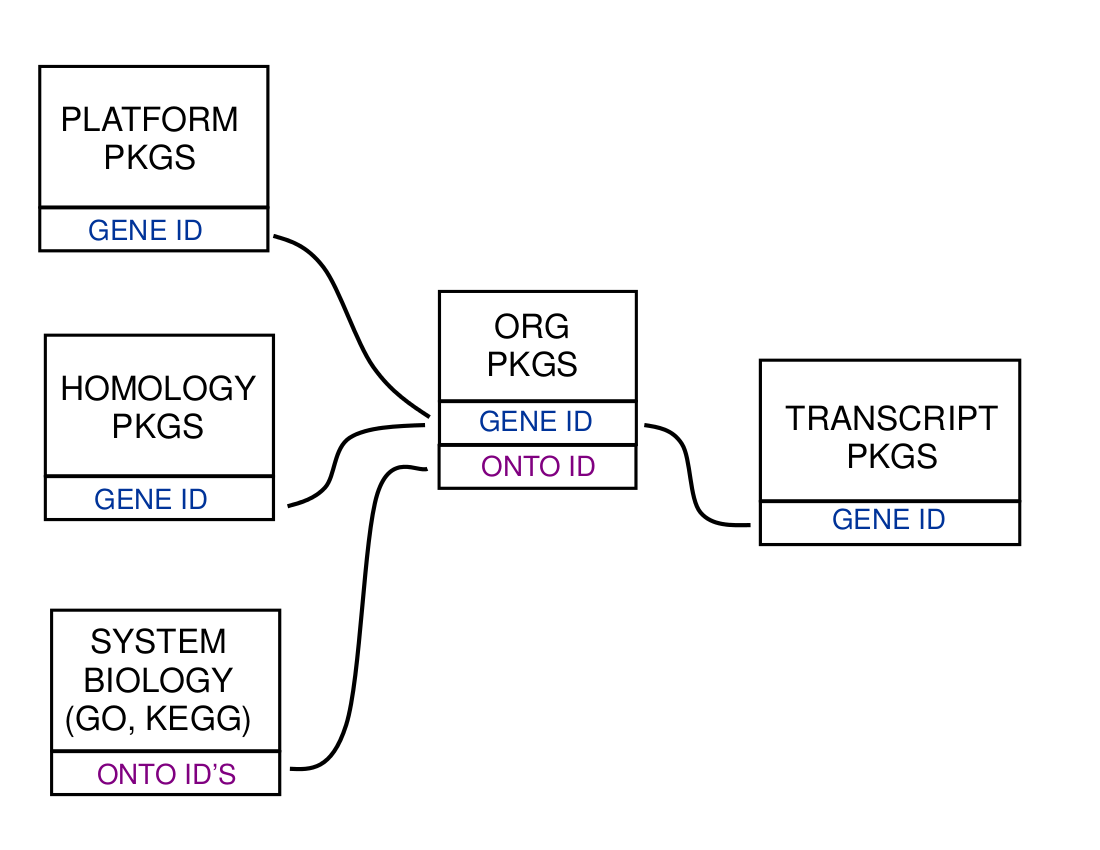 PLATFORM
PKGS
GENE ID
HOMOLOGY
PKGS
GENE ID
SYSTEM
BIOLOGY
(GO, KEGG)
ONTO ID’S
ORG
PKGS
GENE ID
ONTO ID
TRANSCRIPT
PKGS
GENE ID